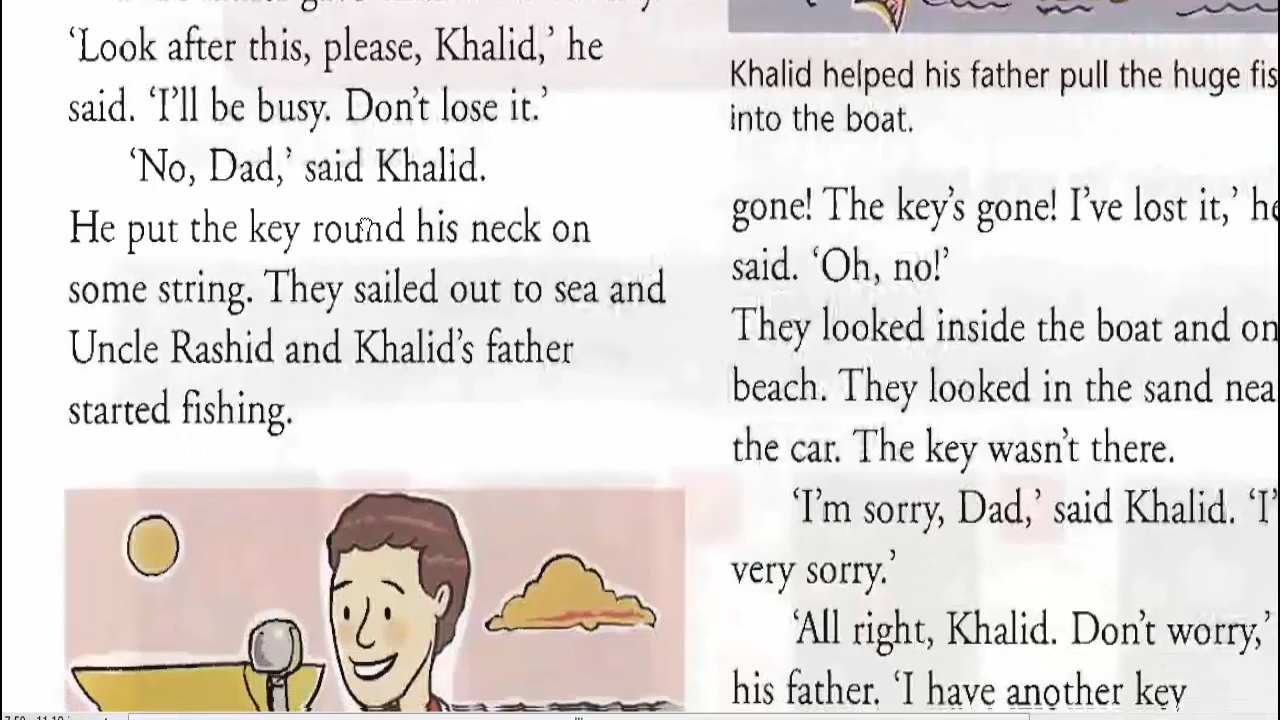 ‘Look after this, please, Khalid,’ he
said. ‘I’ll be busy. Don’t lose it.’
‘No, Dad,’ said Khalid.
He put the key round his neck on
some string. They sailed out to sea and
Uncle Rashid and Khalid’s father
started fishing.
Khalid helped his father pull the huge fis
into the boat.
gone! The key’s gone! I’ve lost it,’ he
said. ‘Oh, no!’
They looked inside the boat and on
beach. They looked in the sand nea
the car. The key wasn’t there.
‘I’m sorry, Dad,’ said Khalid. ‘I’
very sorry.’
‘All right, Khalid. Don’t worry,’
his father. ‘I have another key